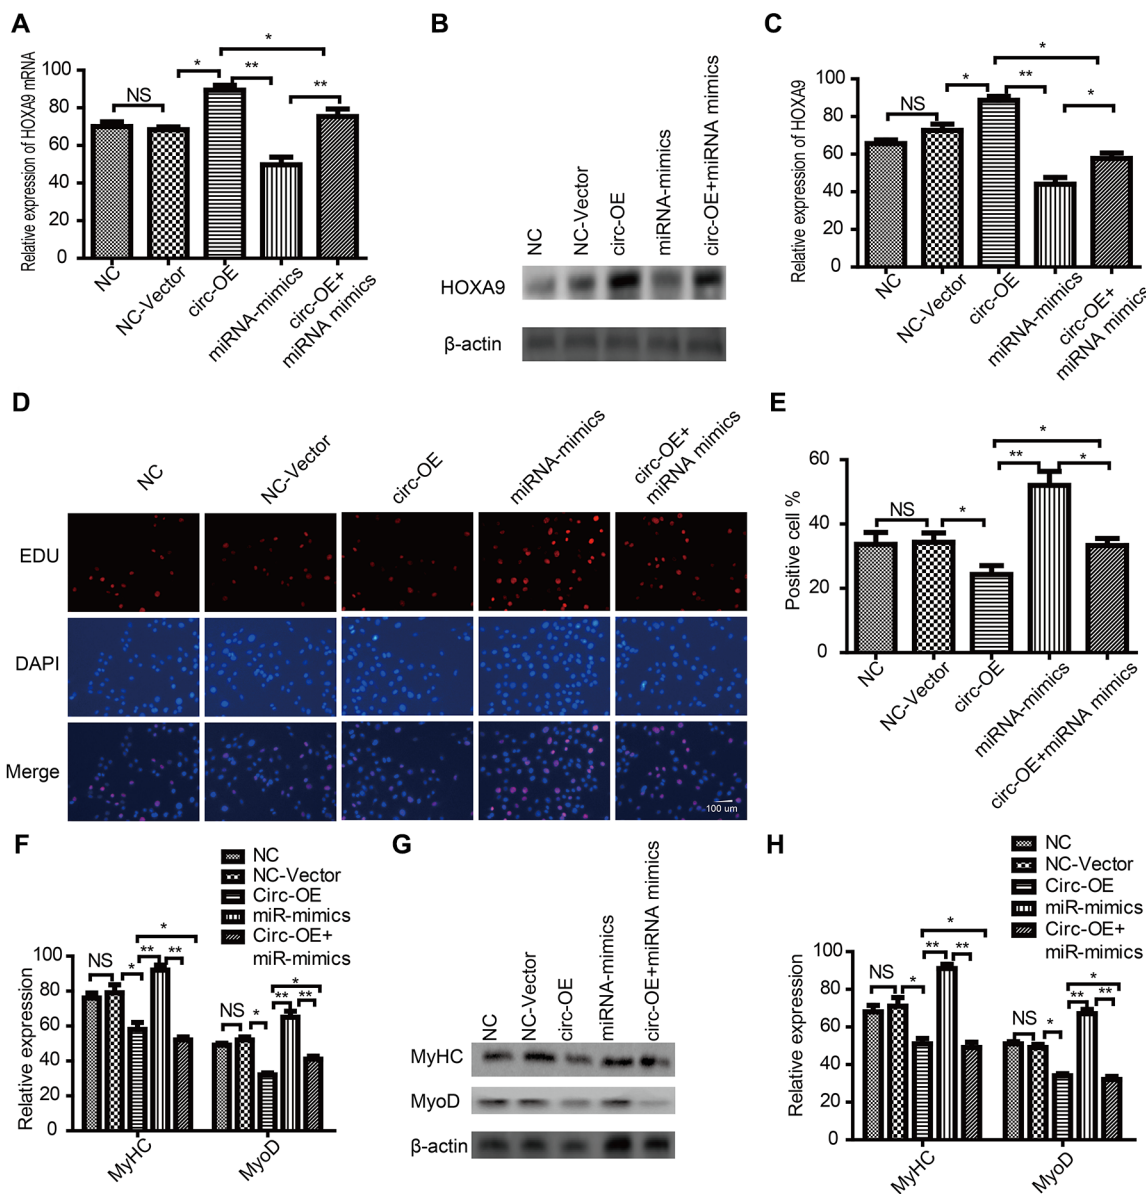 A
Relative expression of HOXA9 mRNA
100
80
60
40
20
0
NS
*
**
*
**
NC
NC-Vector
circ-OE
miRNA-mimics
circ-OE+
miRNA mimics
B
NC
NC-Vector
circ-OE
miRNA-mimics
circ-OE+miRNA mimics
HOXA9
β-actin
C
Relative expression of HOXA9
100
80
60
40
20
0
NS
*
**
*
*
NC
NC-Vector
circ-OE
miRNA-mimics
circ-OE+
miRNA mimics
D
NC
NC-Vector
circ-OE
miRNA-mimics
circ-OE+
miRNA mimics
EDU
DAPI
Merge
100 um
E
Positive cell %
60
40
20
0
NS
*
**
*
*
NC
NC-Vector
circ-OE
miRNA-mimics
circ-OE+miRNA mimics
F
NC
NC-Vector
Circ-OE
miR-mimics
Circ-OE+
miR-mimics
Relative expression
100
80
60
40
20
0
NS
*
**
**
*
NS
*
**
**
*
MyHC
MyoD
G
NC
NC-Vector
circ-OE
miRNA-mimics
circ-OE+miRNA mimics
MyHC
MyoD
β-actin
H
NC
NC-Vector
Circ-OE
miR-mimics
Circ-OE+
miR-mimics
Relative expression
100
80
60
40
20
0
NS
*
**
**
*
NS
*
**
**
*
MyHC
MyoD